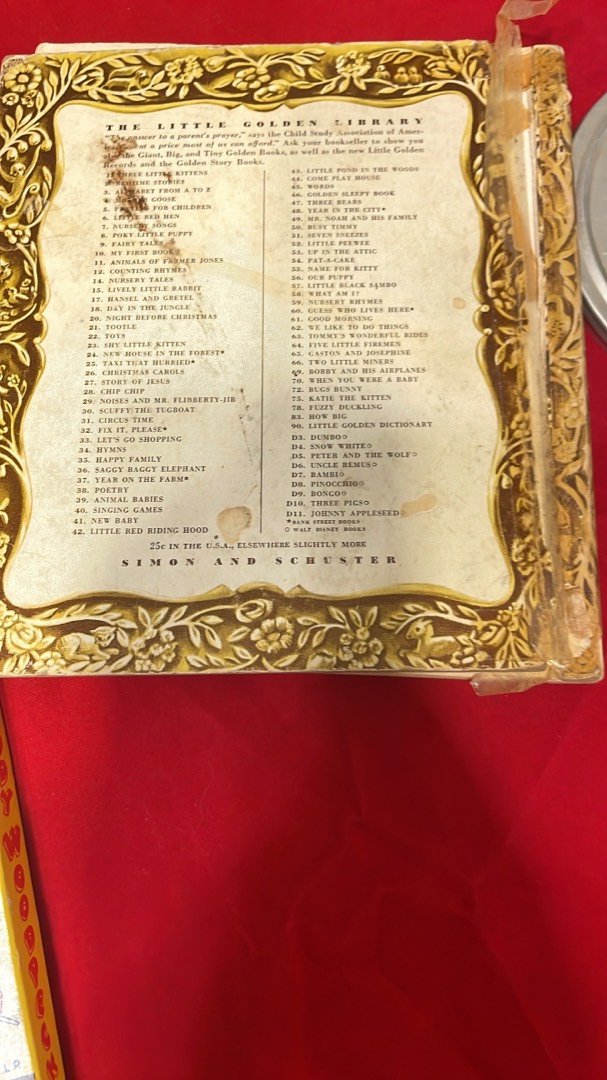 THE LITTLE GOLDEN LIBRARY
"The answer to a parent's prayer," says the Child Study Association of Amer-
at a price most of us can afford." Ask your bookseller to show you
the Giant, Big, and Tiny Golden Books, as well as the new Little Golden
Records and the Golden Story Books.
THREE LITTLE KITTENS
BEDTIME STORIES
3. ALPHABET FROM A TO Z
GOOSE
5. FOR CHILDREN
6. LITTLE RED HEN
7. NURSERY SONGS
8. POKY LITTLE PUPPY
9. FAIRY TALES
10. MY FIRST BOOK
11. ANIMALS OF FARMER JONES
12. COUNTING RHYMES
14. NURSERY TALES
15. LIVELY LITTLE RABBIT
17. HANSEL AND GRETEL
18. DAY IN THE JUNGLE
20. NIGHT BEFORE CHRISTMAS
21. TOOTLE
22. TOYS
23. SHY LITTLE KITTEN
24. NEW HOUSE IN THE FOREST*
25. TAXI THAT HURRIED*
26. CHRISTMAS CAROLS
27. STORY OF JESUS
28. CHIP CHIP
29. NOISES AND MR. FLIBBERTY-JIB
30. SCUFFY THE TUGBOAT
31. CIRCUS TIME
32. FIX IT, PLEASE*
33. LET'S GO SHOPPING
34. HYMNS
35. HAPPY FAMILY
36. SAGGY BAGGY ELEPHANT
37. YEAR ON THE FARM*
38. POETRY
39. ANIMAL BABIES
40. SINGING GAMES
41. NEW BABY
42. LITTLE RED RIDING HOOD
43. LITTLE POND IN THE WOODS
44. COME PLAY HOUSE
45. WORDS
46. GOLDEN SLEEPY BOOK
47. THREE BEARS
48. YEAR IN THE CITY*
49. MR. NOAH AND HIS FAMILY
50. BUSY TIMMY
51. SEVEN SNEEZES
52. LITTLE PEEWEE
53. UP IN THE ATTIC
54. PAT-A-CAKE
55. NAME FOR KITTY
56. OUR PUPPY
57. LITTLE BLACK SAMBO
58. WHAT AM I?
59. NURSERY RHYMES
60. GUESS WHO LIVES HERE*
61. GOOD MORNING
62. WE LIKE TO DO THINGS
63. TOMMY'S WONDERFUL RIDES
64. FIVE LITTLE FIREMEN
65. GASTON AND JOSEPHINE
66. TWO LITTLE MINERS
69. BOBBY AND HIS AIRPLANES
70. WHEN YOU WERE A BABY
72. BUGS BUNNY
75. KATIE THE KITTEN
78. FUZZY DUCKLING
83. HOW BIG
90. LITTLE GOLDEN DICTIONARY
D3. DUMBO○
D4. SNOW WHITE○
D5. PETER AND THE WOLF○
D6. UNCLE REMUS○
D7. BAMBI○
D8. PINOCCHIO○
D9. BONGO○
D10. THREE PIGS○
D11. JOHNNY APPLESEED○
*BANK STREET BOOKS
○ WALT DISNEY BOOKS
25c IN THE U.S.A., ELSEWHERE SLIGHTLY MORE
SIMON AND SCHUSTER
WOODPECK